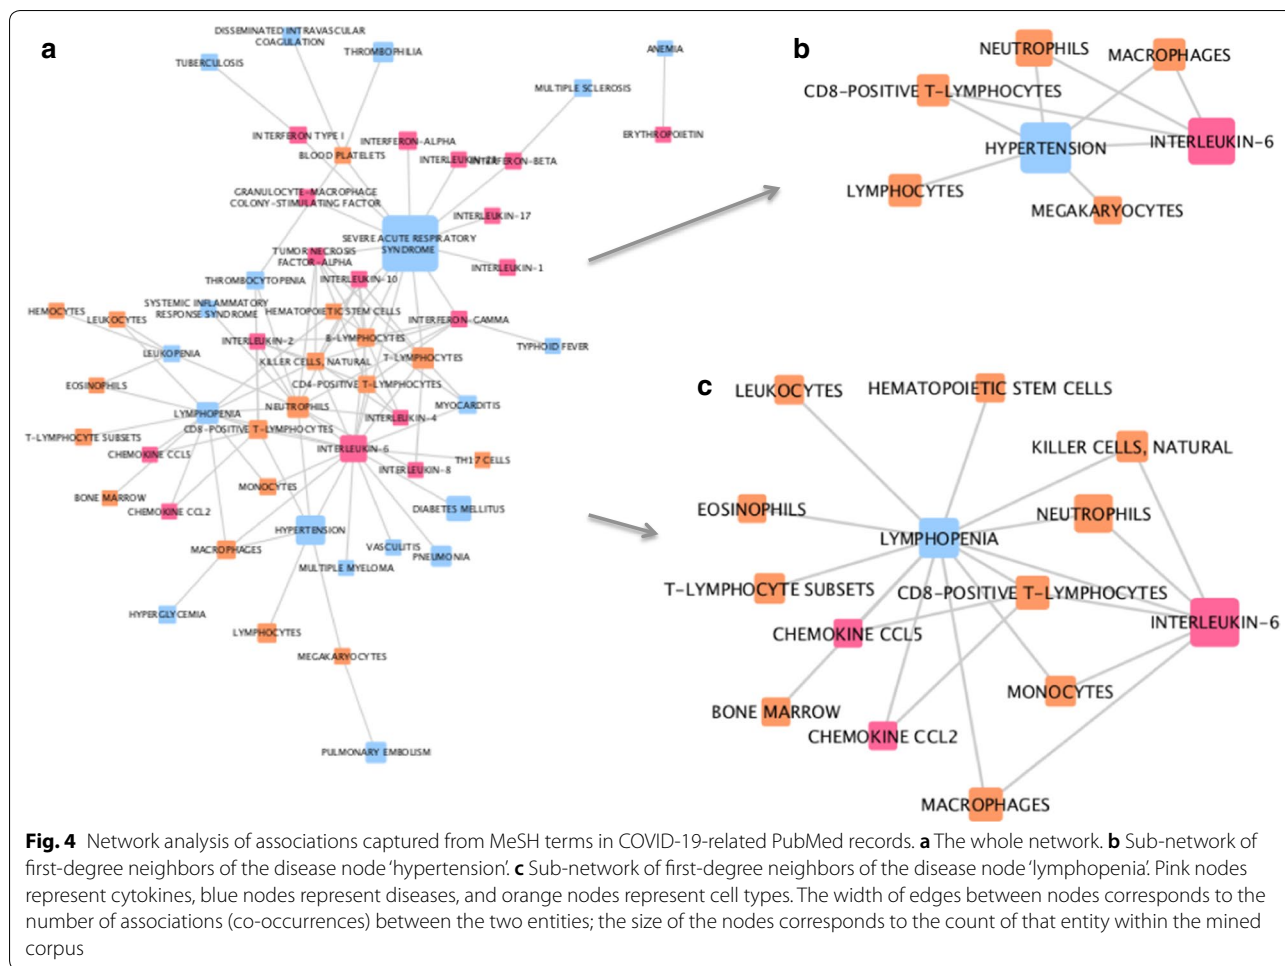 a
DISSEMINATED INTRAVASCULAR
COAGULATION
THROMBOPHILIA
TUBERCULOSIS
ANEMIA
MULTIPLE SCLEROSIS
INTERFERON TYPE I
INTERFERON-ALPHA
ERYTHROPOIETIN
BLOOD PLATELETS
INTERFERON-BETA
GRANULOCYTE-MACROPHAGE
COLONY-STIMULATING FACTOR
INTERLEUKIN-17
SEVERE ACUTE RESPIRATORY
SYNDROME
TUMOR NECROSIS
FACTOR-ALPHA
INTERLEUKIN-1
THROMBOCYTOPENIA
INTERLEUKIN-10
SYSTEMIC INFLAMMATORY
RESPONSE SYNDROME
HEMATOPOIETIC STEM CELLS
HEMOCYTES
LEUKOCYTES
INTERFERON-GAMMA
INTERLEUKIN-2
B-LYMPHOCYTES
TYPHOID FEVER
LEUKOPENIA
KILLER CELLS, NATURAL
T-LYMPHOCYTES
EOSINOPHILS
CD4-POSITIVE T-LYMPHOCYTES
LYMPHOPENIA
NEUTROPHILS
MYOCARDITIS
INTERLEUKIN-4
CD8-POSITIVE T-LYMPHOCYTES
T-LYMPHOCYTE SUBSETS
CHEMOKINE CCL5
INTERLEUKIN-6
TH17 CELLS
INTERLEUKIN-8
MONOCYTES
BONE MARROW
CHEMOKINE CCL2
DIABETES MELLITUS
HYPERTENSION
MACROPHAGES
VASCULITIS
PNEUMONIA
MULTIPLE MYELOMA
HYPERGLYCEMIA
LYMPHOCYTES
MEGAKARYOCYTES
PULMONARY EMBOLISM
b
NEUTROPHILS
MACROPHAGES
CD8-POSITIVE T-LYMPHOCYTES
HYPERTENSION
INTERLEUKIN-6
LYMPHOCYTES
MEGAKARYOCYTES
c
LEUKOCYTES
HEMATOPOIETIC STEM CELLS
KILLER CELLS, NATURAL
EOSINOPHILS
NEUTROPHILS
LYMPHOPENIA
T-LYMPHOCYTE SUBSETS
CD8-POSITIVE T-LYMPHOCYTES
CHEMOKINE CCL5
INTERLEUKIN-6
MONOCYTES
BONE MARROW
CHEMOKINE CCL2
MACROPHAGES
Fig. 4 Network analysis of associations captured from MeSH terms in COVID-19-related PubMed records. a The whole network. b Sub-network of
first-degree neighbors of the disease node ‘hypertension’. c Sub-network of first-degree neighbors of the disease node ‘lymphopenia’. Pink nodes
represent cytokines, blue nodes represent diseases, and orange nodes represent cell types. The width of edges between nodes corresponds to the
number of associations (co-occurrences) between the two entities; the size of the nodes corresponds to the count of that entity within the mined
corpus